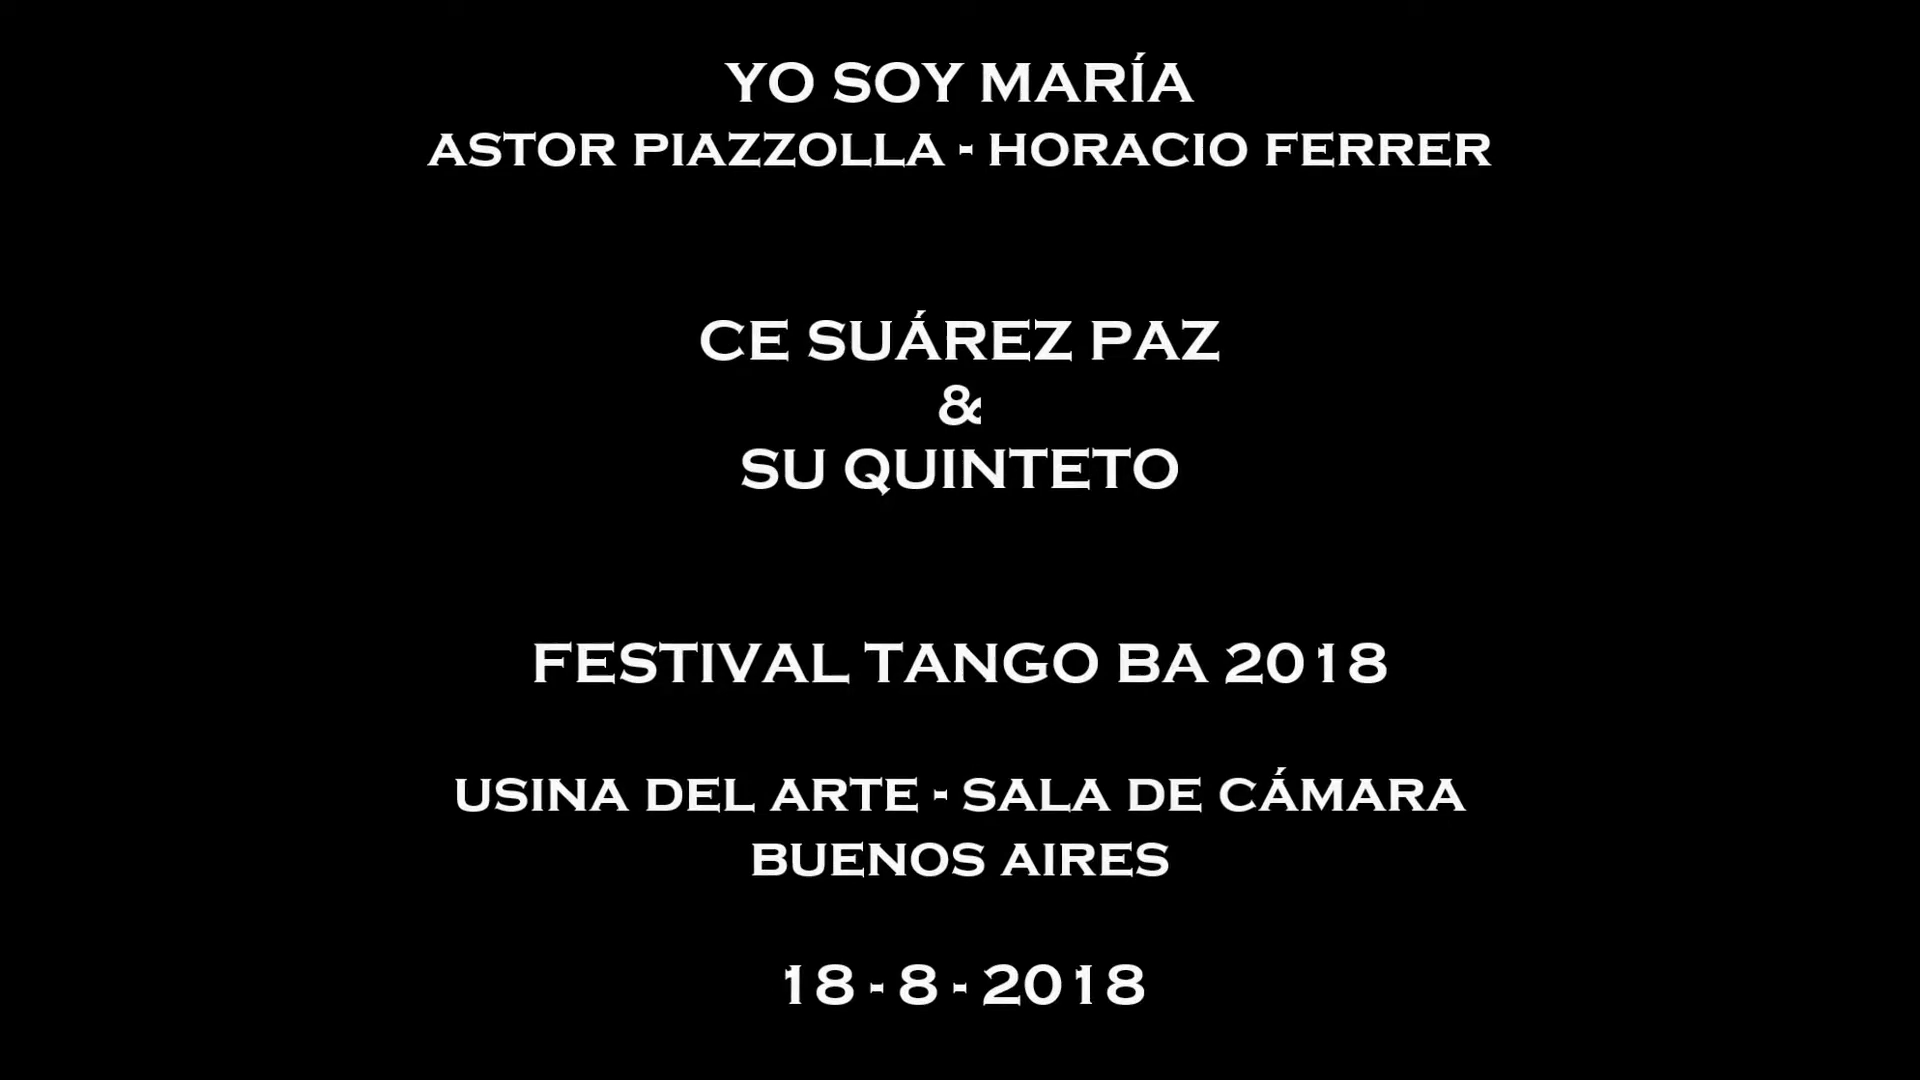 YO SOY MARÍA
ASTOR PIAZZOLLA - HORACIO FERRER
CE SUÁREZ PAZ
&
SU QUINTETO
FESTIVAL TANGO BA 2018
USINA DEL ARTE - SALA DE CÁMARA
BUENOS AIRES
18 - 8 - 2018